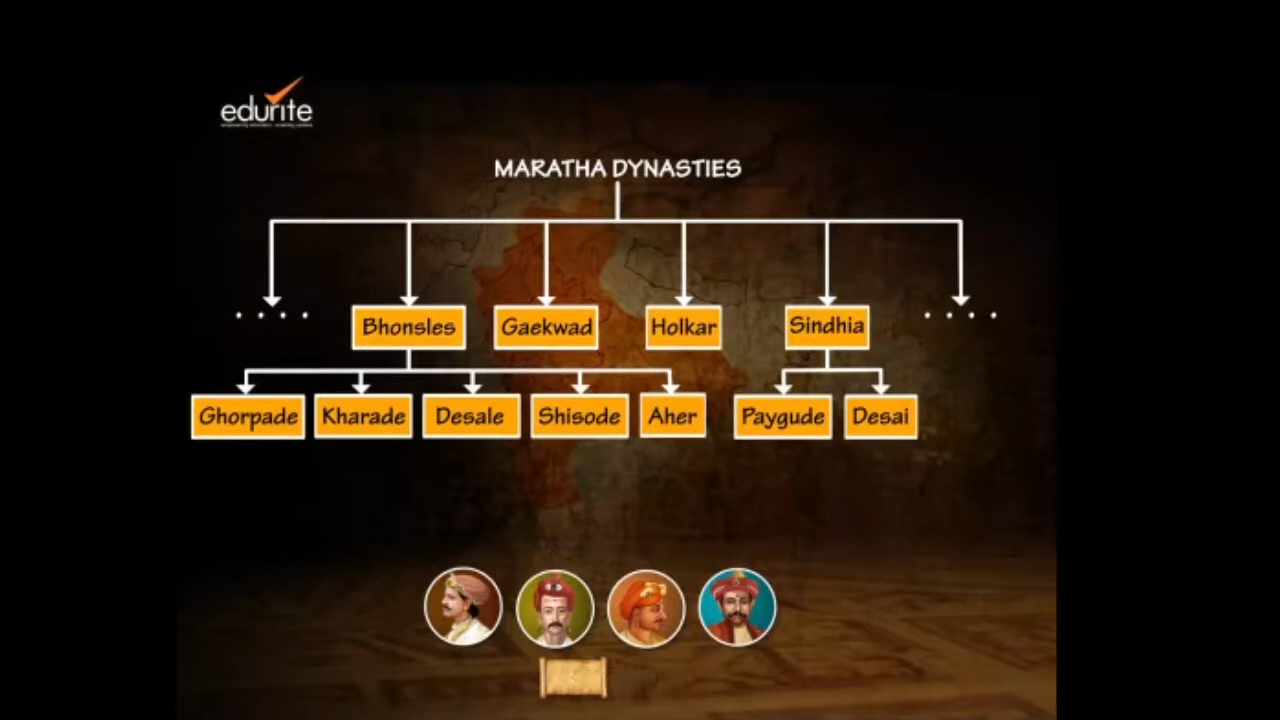 edurite
MARATHA DYNASTIES
. . . . Bhonsles Gaekwad Holkar Sindhia . . . .
Ghorpade Kharade Desale Shisode Aher Paygude Desai